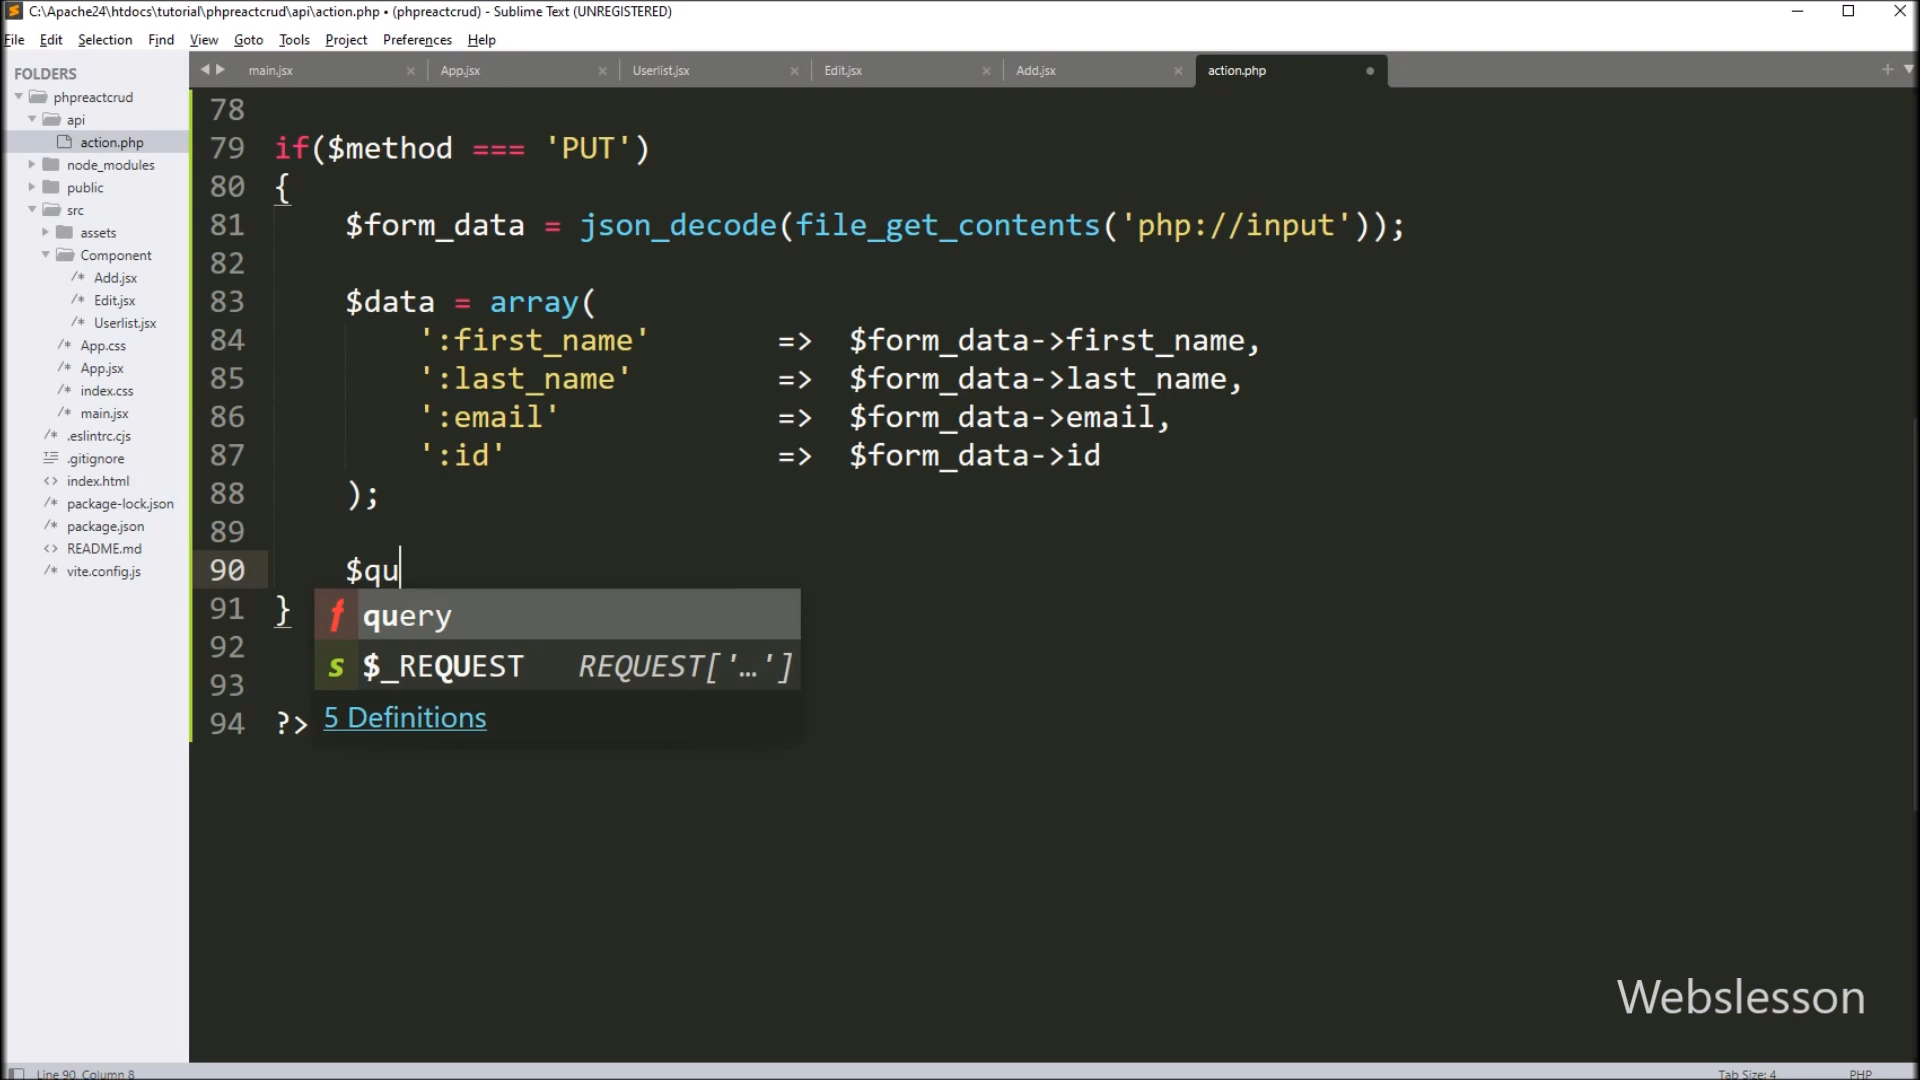 C:\Apache24\htdocs\tutorial\phpreactcrud\api\action.php • (phpreactcrud) - Sublime Text (UNREGISTERED)
File Edit Selection Find View Goto Tools Project Preferences Help
FOLDERS
phpreactcrud
api
action.php
node_modules
public
src
assets
Component
/* Add.jsx
/* Edit.jsx
/* Userlist.jsx
/* App.css
/* App.jsx
/* index.css
/* main.jsx
/* .eslintrc.cjs
.gitignore
<> index.html
/* package-lock.json
/* package.json
<> README.md
/* vite.config.js
main.jsx × App.jsx × Userlist.jsx × Edit.jsx × Add.jsx × action.php
78
79 if($method === 'PUT')
80 {
81 $form_data = json_decode(file_get_contents('php://input'));
82
83 $data = array(
84 ':first_name' => $form_data->first_name,
85 ':last_name' => $form_data->last_name,
86 ':email' => $form_data->email,
87 ':id' => $form_data->id
88 );
89
90 $qu
91 }
92
93
94 ?>
f query
s $_REQUEST REQUEST['…']
5 Definitions
Webslesson
Line 90, Column 8
Tab Size: 4 PHP